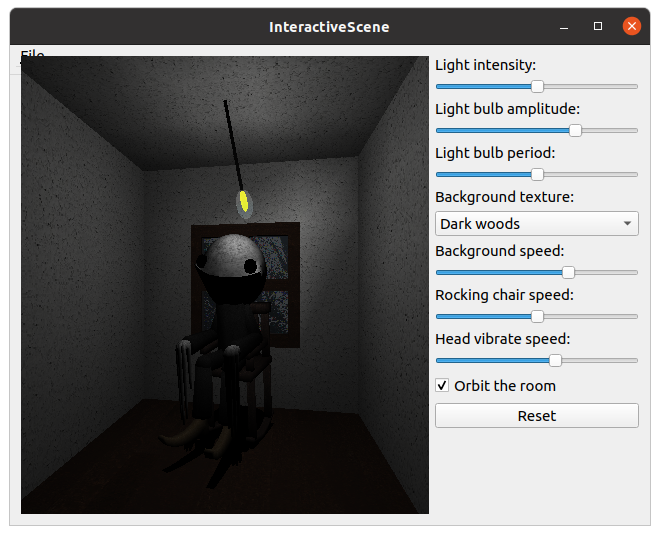 InteractiveScene
File
Light intensity:
Light bulb amplitude:
Light bulb period:
Background texture:
Dark woods
Background speed:
Rocking chair speed:
Head vibrate speed:
Orbit the room
Reset